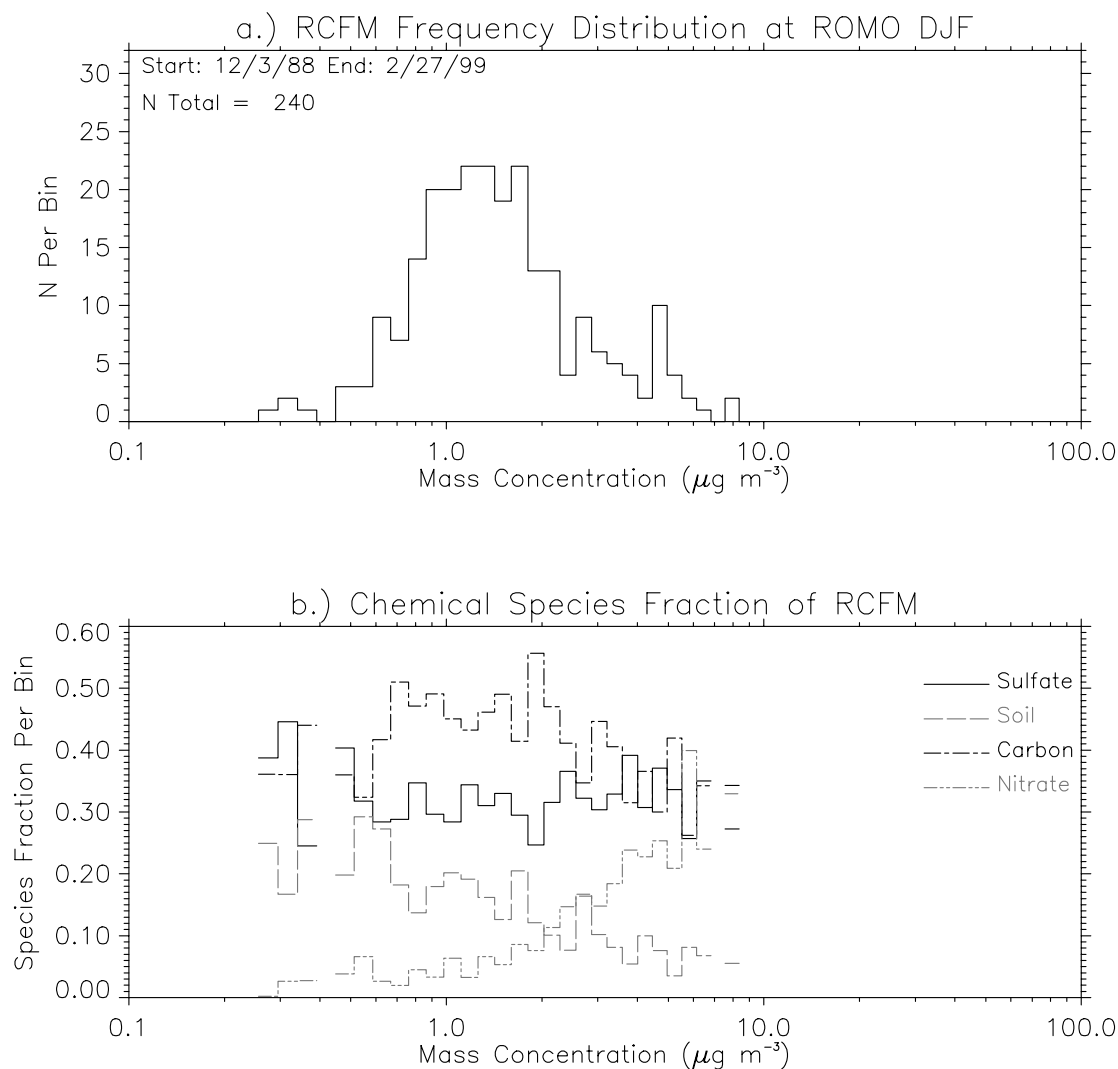 a.) RCFM Frequency Distribution at ROMO DJF
Start: 12/3/88 End: 2/27/99
N Total = 240
N Per Bin
30
25
20
15
10
5
0
0.1 1.0 10.0 100.0
Mass Concentration (μg m⁻³)
b.) Chemical Species Fraction of RCFM
Species Fraction Per Bin
0.60
0.50
0.40
0.30
0.20
0.10
0.00
Sulfate
Soil
Carbon
Nitrate
0.1 1.0 10.0 100.0
Mass Concentration (μg m⁻³)